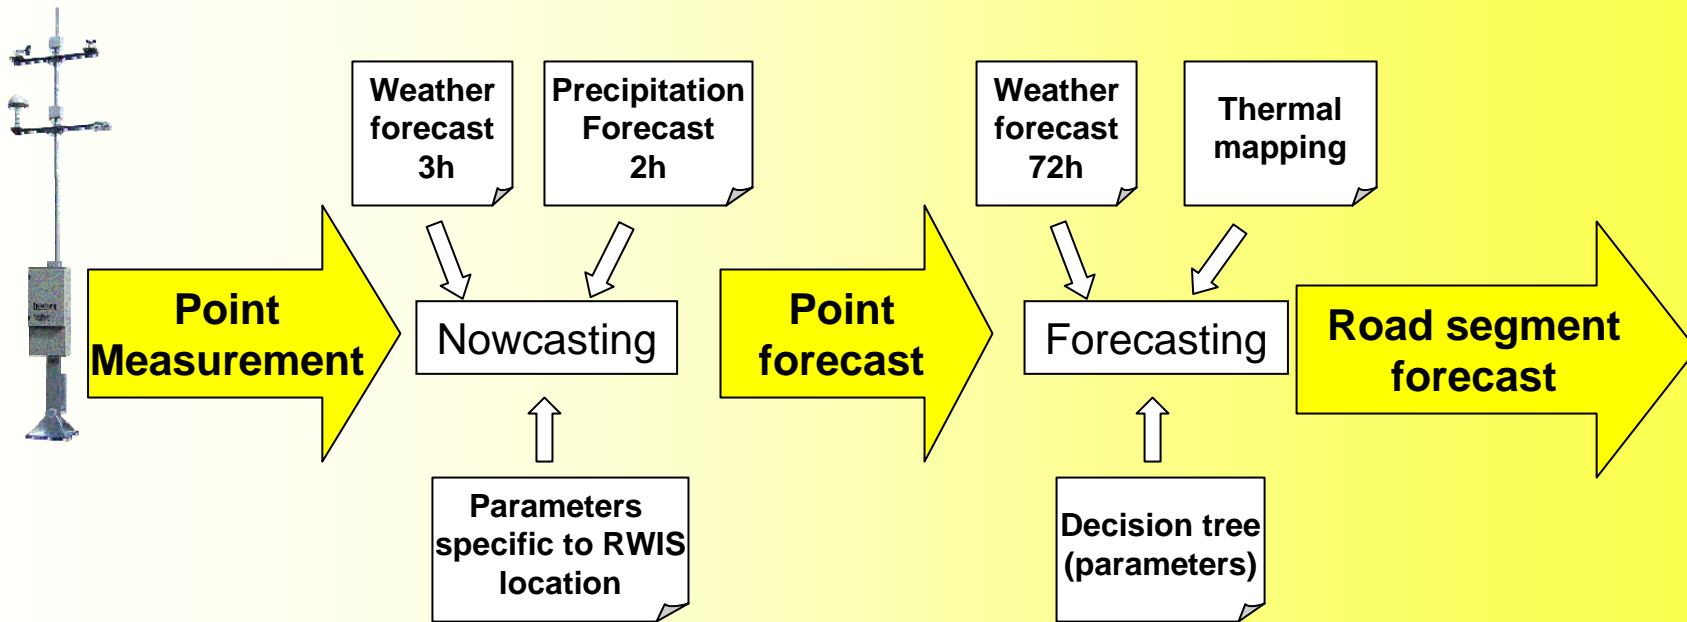 Weather
forecast
3h
Precipitation
Forecast
2h
Weather
forecast
72h
Thermal
mapping
Point
Measurement
Nowcasting
Point
forecast
Forecasting
Road segment
forecast
Parameters
specific to RWIS
location
Decision tree
(parameters)